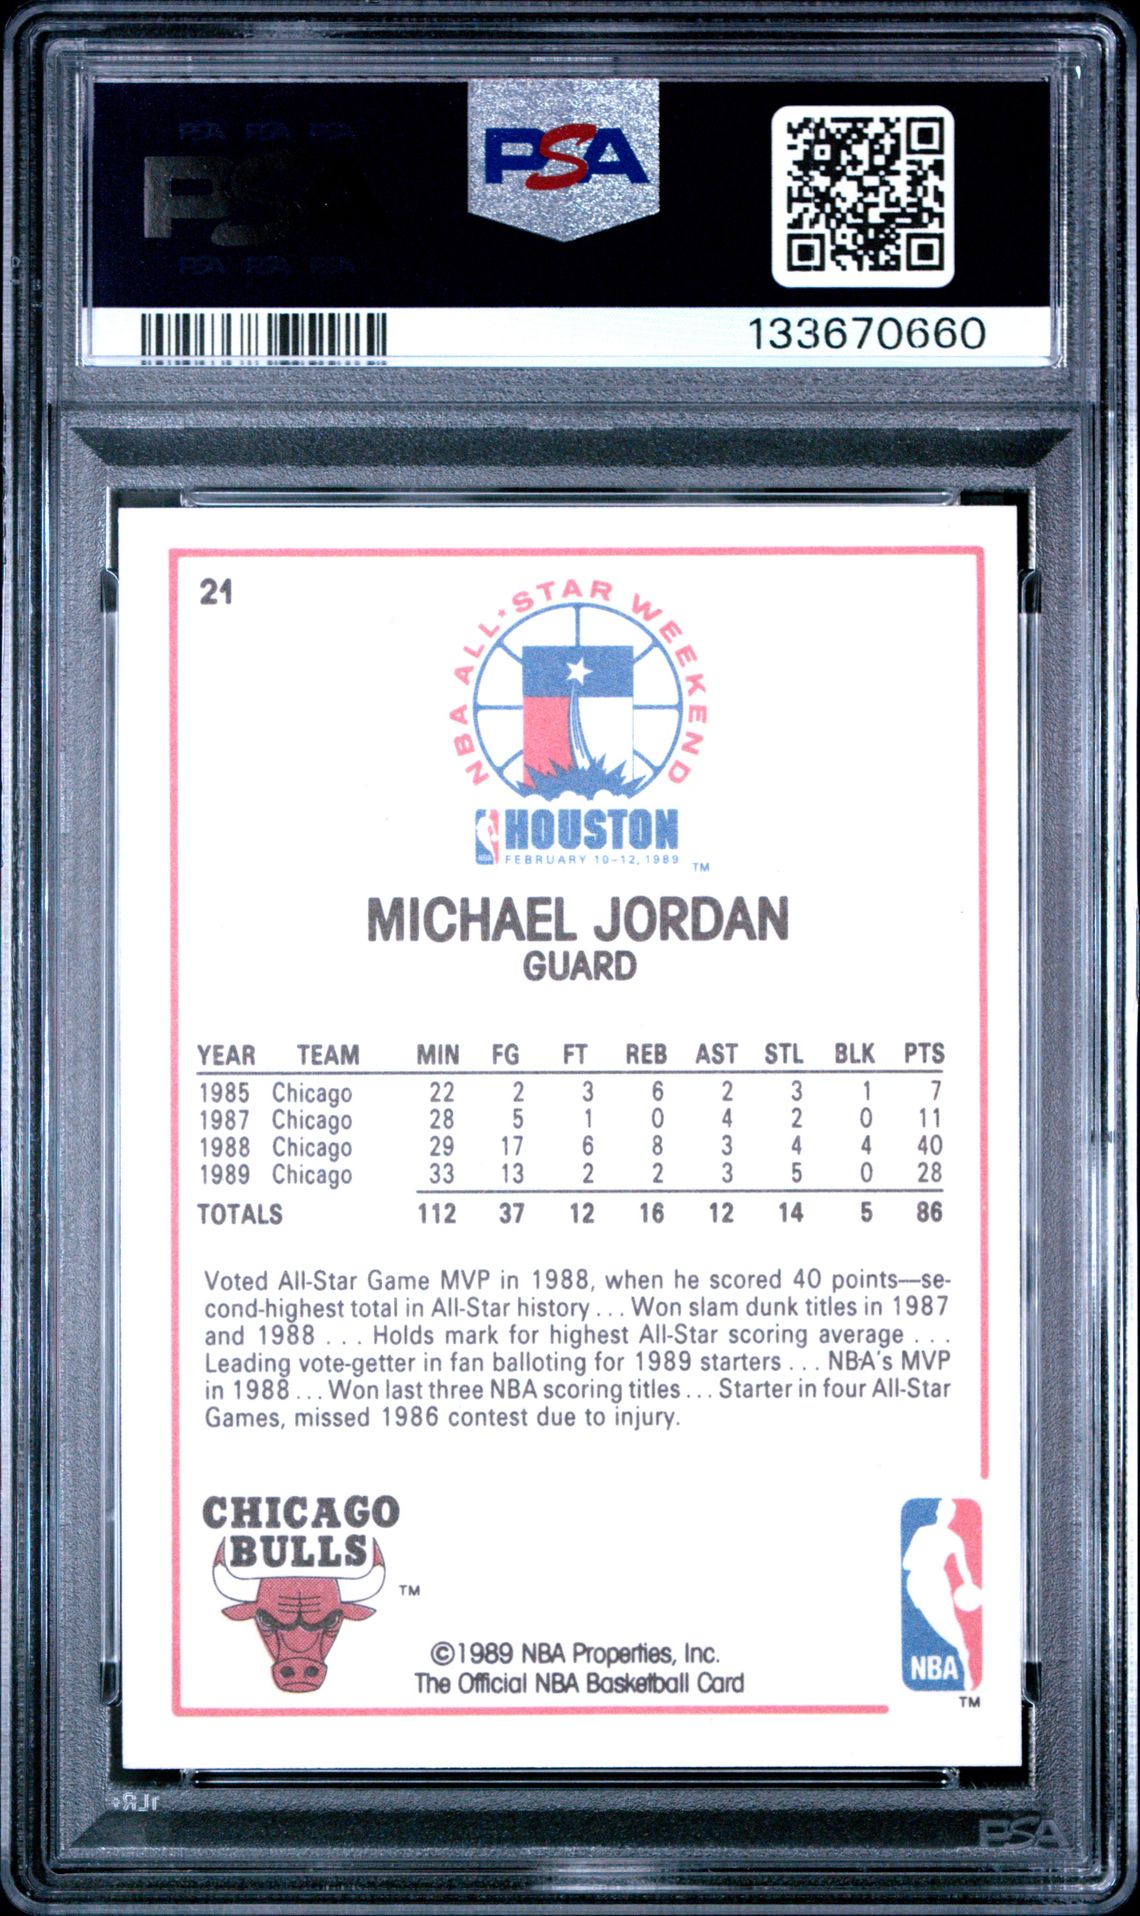 PSA PSA PSA
PSA
PSA PSA PSA
PSA
133670660
21
NBA ALL★STAR WEEKEND
NBA
HOUSTON
FEBRUARY 10-12, 1989 TM
MICHAEL JORDAN
GUARD
YEAR TEAM MIN FG FT REB AST STL BLK PTS
1985 Chicago 22 2 3 6 2 3 1 7
1987 Chicago 28 5 1 0 4 2 0 11
1988 Chicago 29 17 6 8 3 4 4 40
1989 Chicago 33 13 2 2 3 5 0 28
TOTALS 112 37 12 16 12 14 5 86
Voted All-Star Game MVP in 1988, when he scored 40 points—se-
cond-highest total in All-Star history . . . Won slam dunk titles in 1987
and 1988 . . . Holds mark for highest All-Star scoring average . . .
Leading vote-getter in fan balloting for 1989 starters . . . NBA's MVP
in 1988 . . . Won last three NBA scoring titles . . . Starter in four All-Star
Games, missed 1986 contest due to injury.
CHICAGO
BULLS
TM
©1989 NBA Properties, Inc.
The Official NBA Basketball Card
NBA
TM
PSA